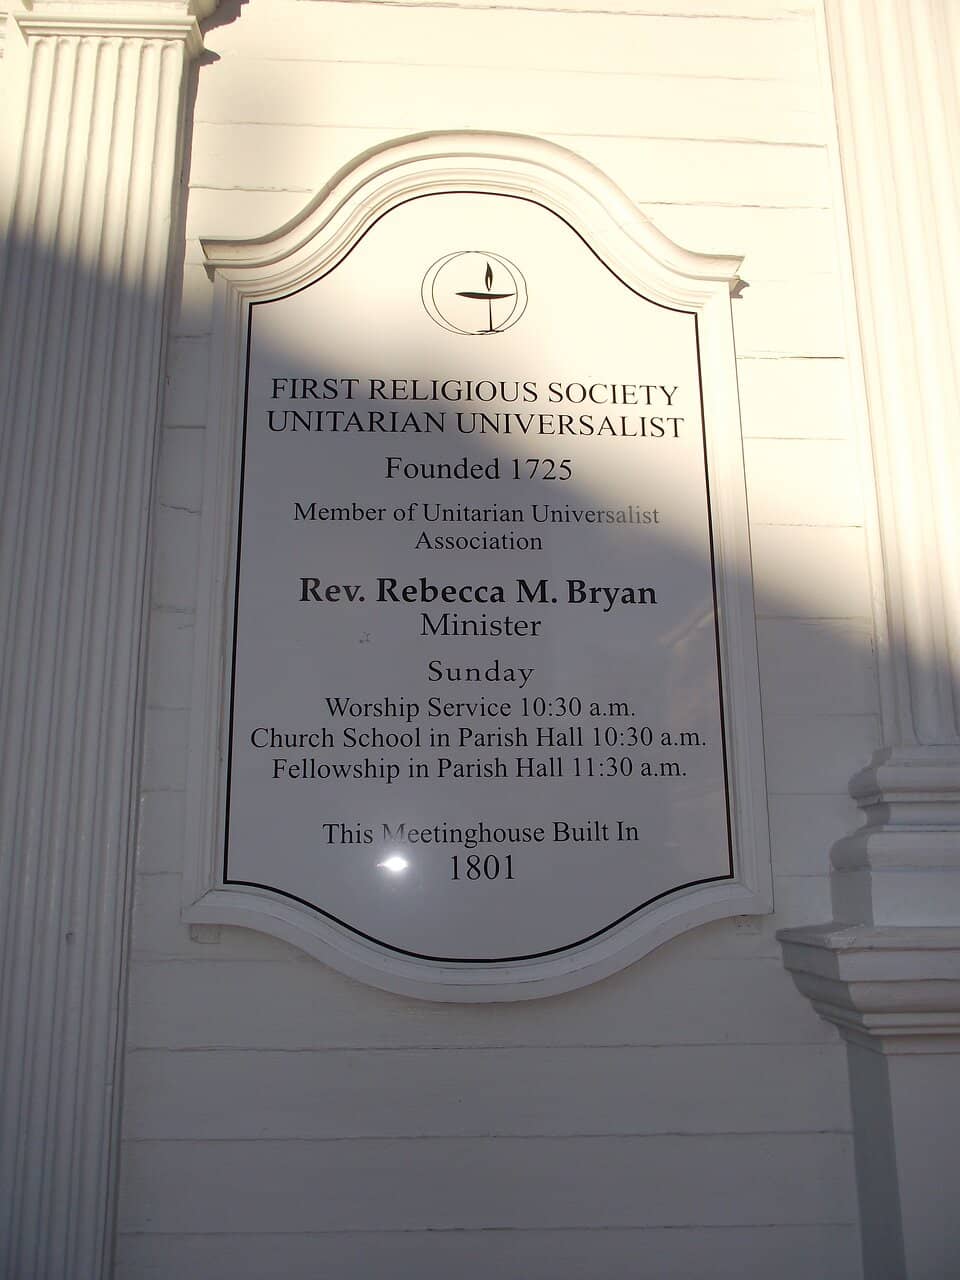 FIRST RELIGIOUS SOCIETY
UNITARIAN UNIVERSALIST
Founded 1725
Member of Unitarian Universalist
Association
Rev. Rebecca M. Bryan
Minister
Sunday
Worship Service 10:30 a.m.
Church School in Parish Hall 10:30 a.m.
Fellowship in Parish Hall 11:30 a.m.
This Meetinghouse Built In
1801